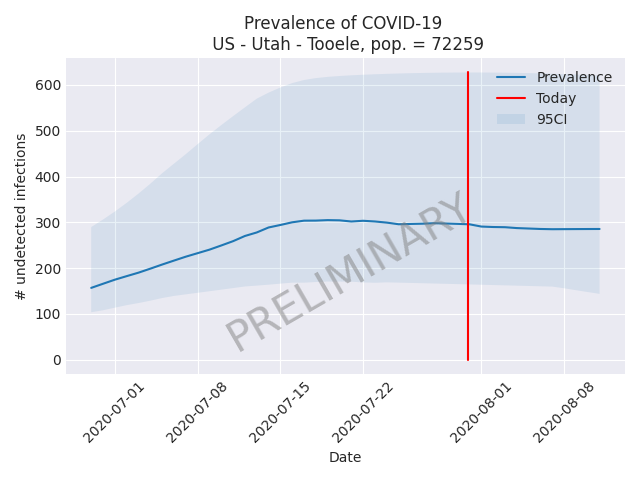 Prevalence of COVID-19
US - Utah - Tooele, pop. = 72259
Prevalence
Today
95CI
# undetected infections
600
500
400
300
200
100
0
PRELIMINARY
2020-07-01
2020-07-08
2020-07-15
2020-07-22
2020-08-01
2020-08-08
Date